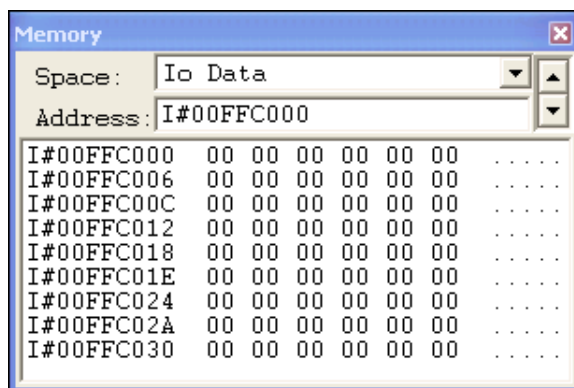 Memory
Space: Io Data
Address: I#00FFC000
I#00FFC000 00 00 00 00 00 00 .....
I#00FFC006 00 00 00 00 00 00 .....
I#00FFC00C 00 00 00 00 00 00 .....
I#00FFC012 00 00 00 00 00 00 .....
I#00FFC018 00 00 00 00 00 00 .....
I#00FFC01E 00 00 00 00 00 00 .....
I#00FFC024 00 00 00 00 00 00 .....
I#00FFC02A 00 00 00 00 00 00 .....
I#00FFC030 00 00 00 00 00 00 .....